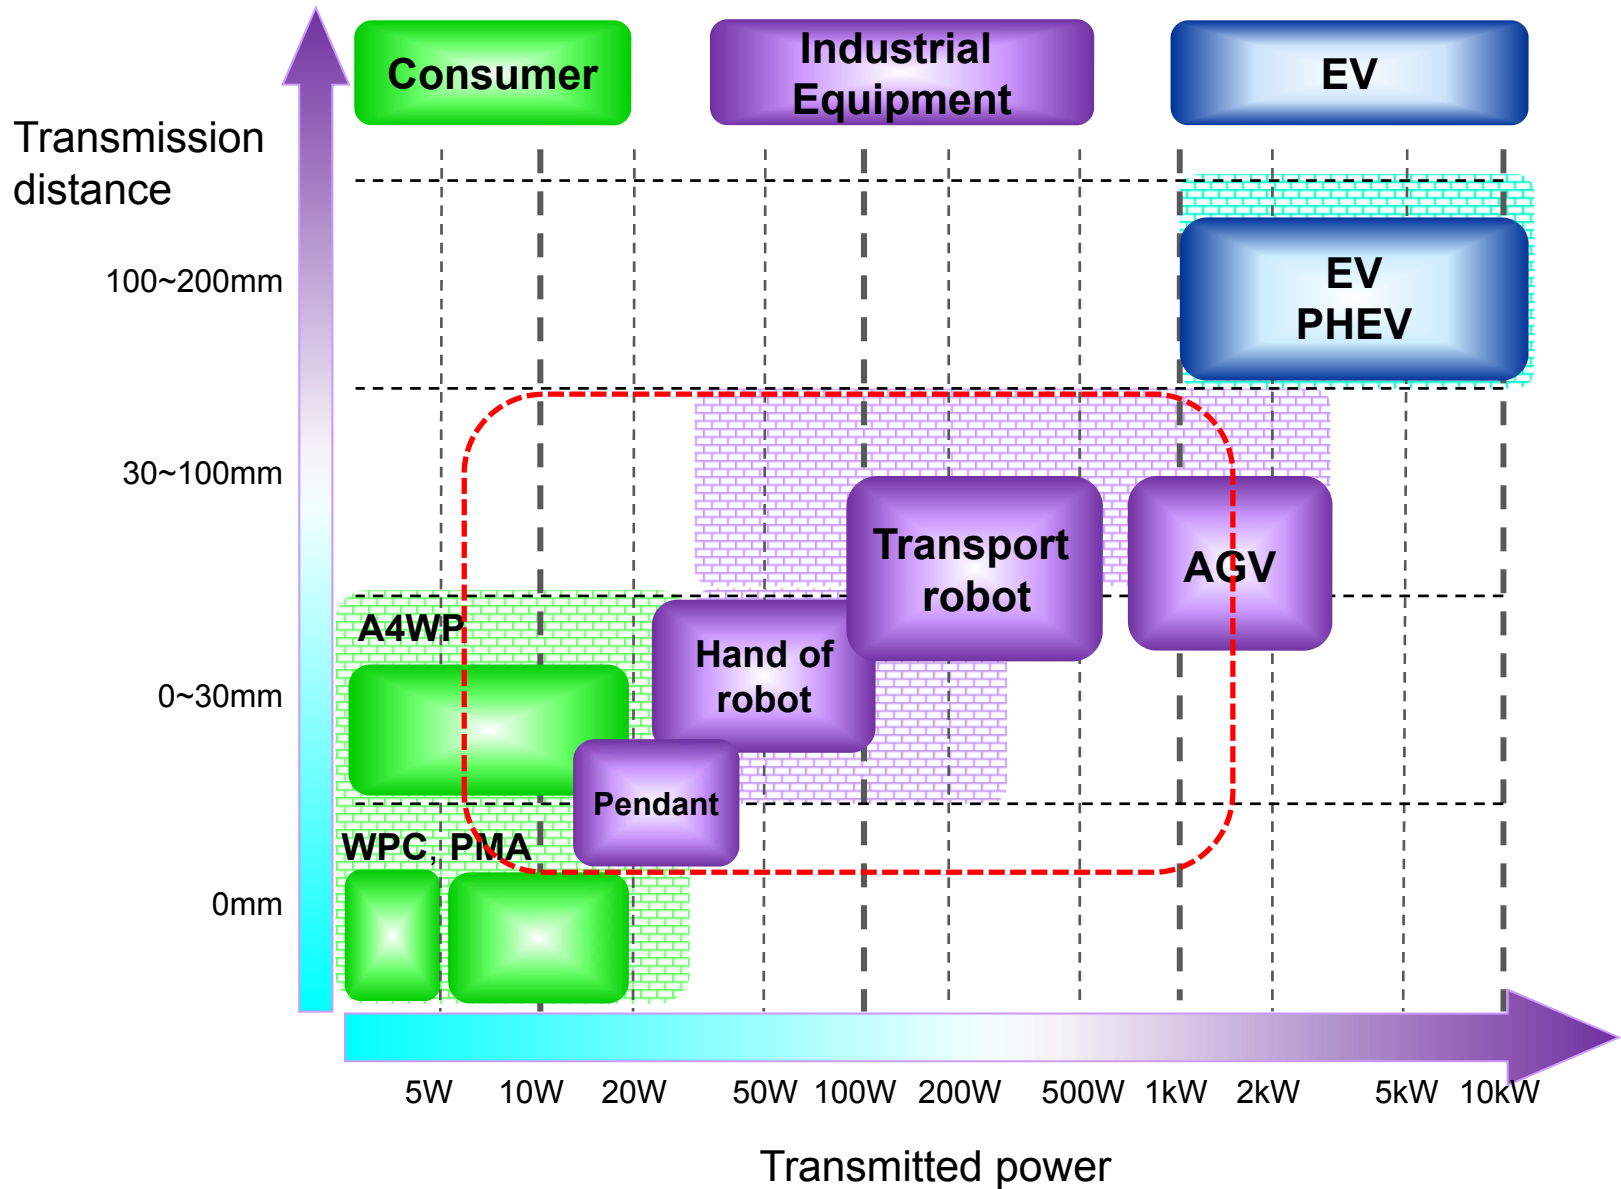 Consumer
Industrial
Equipment
EV
Transmission
distance
100~200mm
EV
PHEV
30~100mm
Transport
robot
AGV
A4WP
Hand of
robot
0~30mm
Pendant
WPC, PMA
0mm
5W 10W 20W 50W 100W 200W 500W 1kW 2kW 5kW 10kW
Transmitted power